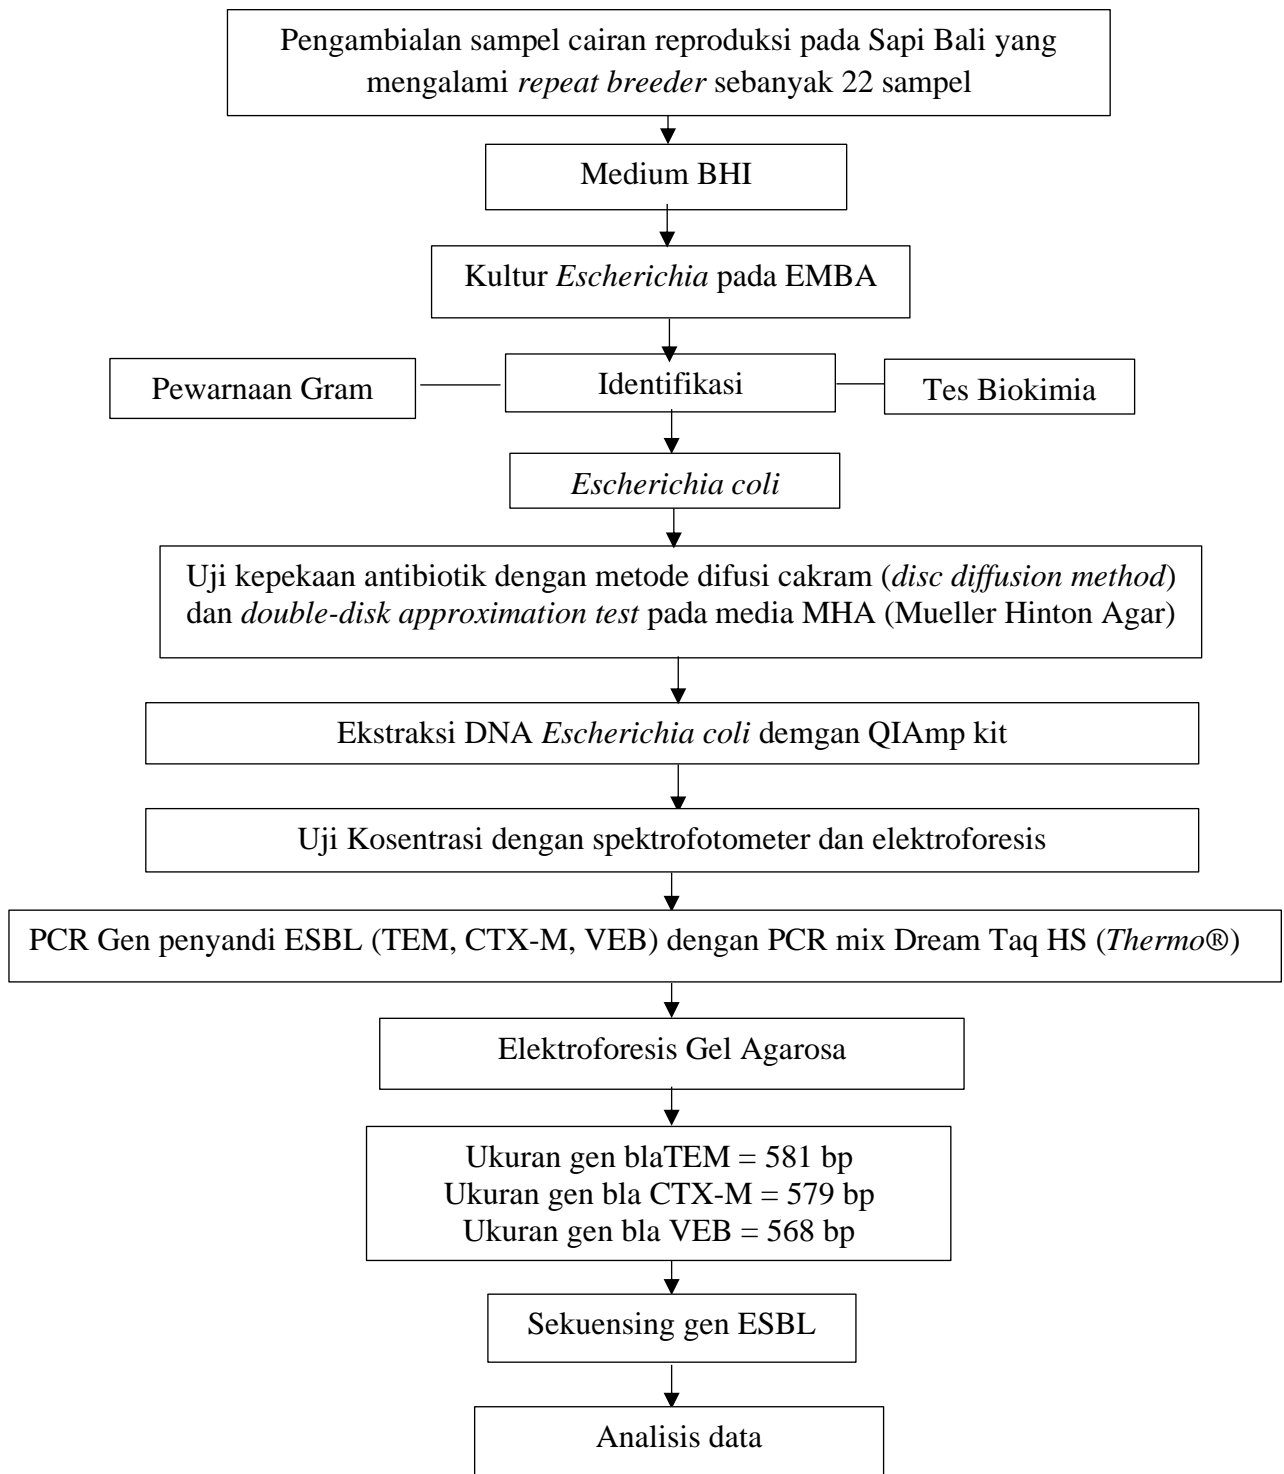 Pengambialan sampel cairan reproduksi pada Sapi Bali yang
mengalami repeat breeder sebanyak 22 sampel
Medium BHI
Kultur Escherichia pada EMBA
Pewarnaan Gram
Identifikasi
Tes Biokimia
Escherichia coli
Uji kepekaan antibiotik dengan metode difusi cakram (disc diffusion method)
dan double-disk approximation test pada media MHA (Mueller Hinton Agar)
Ekstraksi DNA Escherichia coli demgan QIAmp kit
Uji Kosentrasi dengan spektrofotometer dan elektroforesis
PCR Gen penyandi ESBL (TEM, CTX-M, VEB) dengan PCR mix Dream Taq HS (Thermo®)
Elektroforesis Gel Agarosa
Ukuran gen blaTEM = 581 bp
Ukuran gen bla CTX-M = 579 bp
Ukuran gen bla VEB = 568 bp
Sekuensing gen ESBL
Analisis data